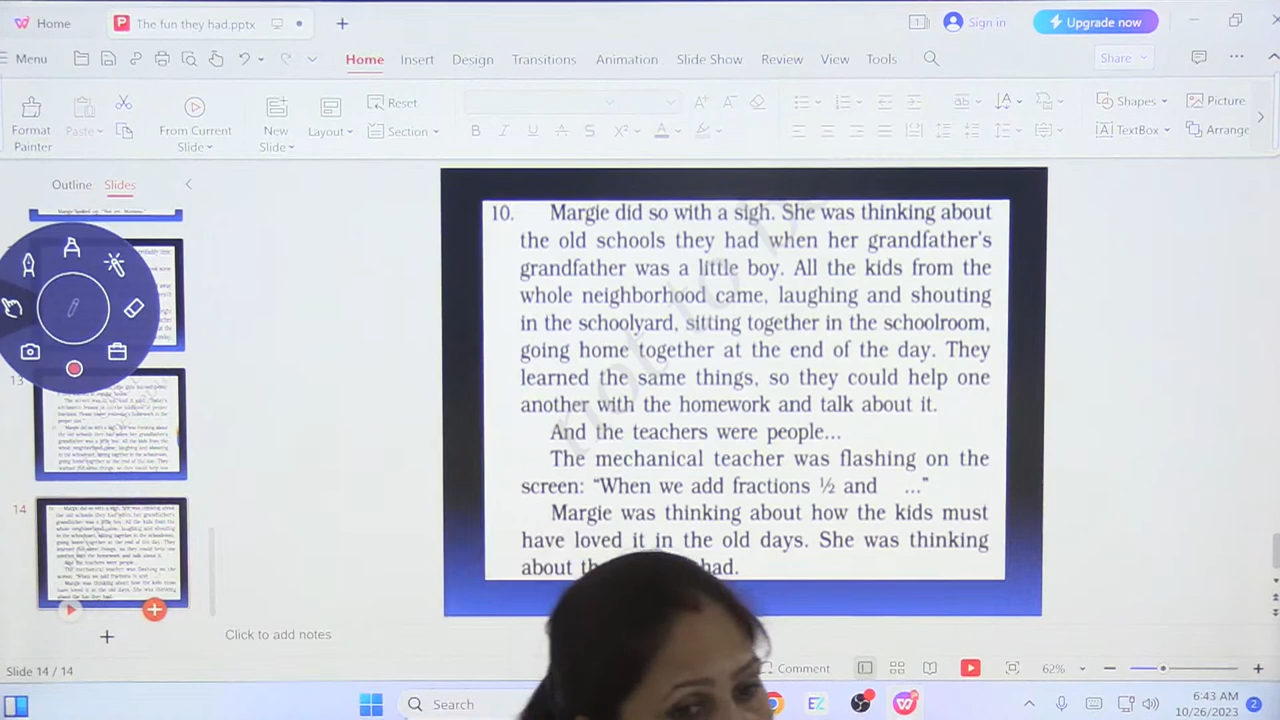 Home
The fun they had.pptx
Sign in
Upgrade now
Menu
Home
Insert
Design
Transitions
Animation
Slide Show
Review
View
Tools
Share
Format Painter
Paste
From Current Slide
New Slide
Layout
Reset
Section
B I U A S X² A
Shapes
Picture
TextBox
Arrange
Outline
Slides
10. Margie did so with a sigh. She was thinking about
the old schools they had when her grandfather's
grandfather was a little boy. All the kids from the
whole neighborhood came, laughing and shouting
in the schoolyard, sitting together in the schoolroom,
going home together at the end of the day. They
learned the same things, so they could help one
another with the homework and talk about it.
And the teachers were people…
The mechanical teacher was flashing on the
screen: “When we add fractions ½ and …”
Margie was thinking about how the kids must
have loved it in the old days. She was thinking
about had.
13
14
Click to add notes
Slide 14 / 14
Comment
62%
Search
6:43 AM
10/26/2023
2